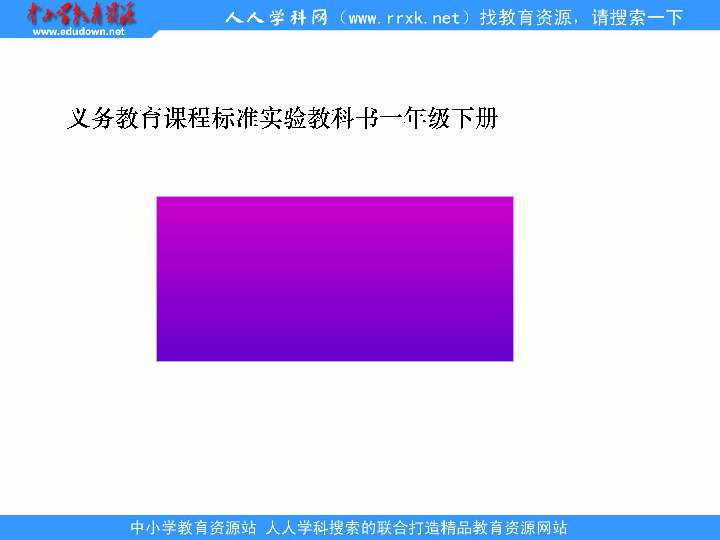 中小学教育资源
www.edudown.net
人人学科网（www.rrxk.net）找教育资源，请搜索一下
义务教育课程标准实验教科书一年级下册
中小学教育资源站 人人学科搜索的联合打造精品教育资源网站